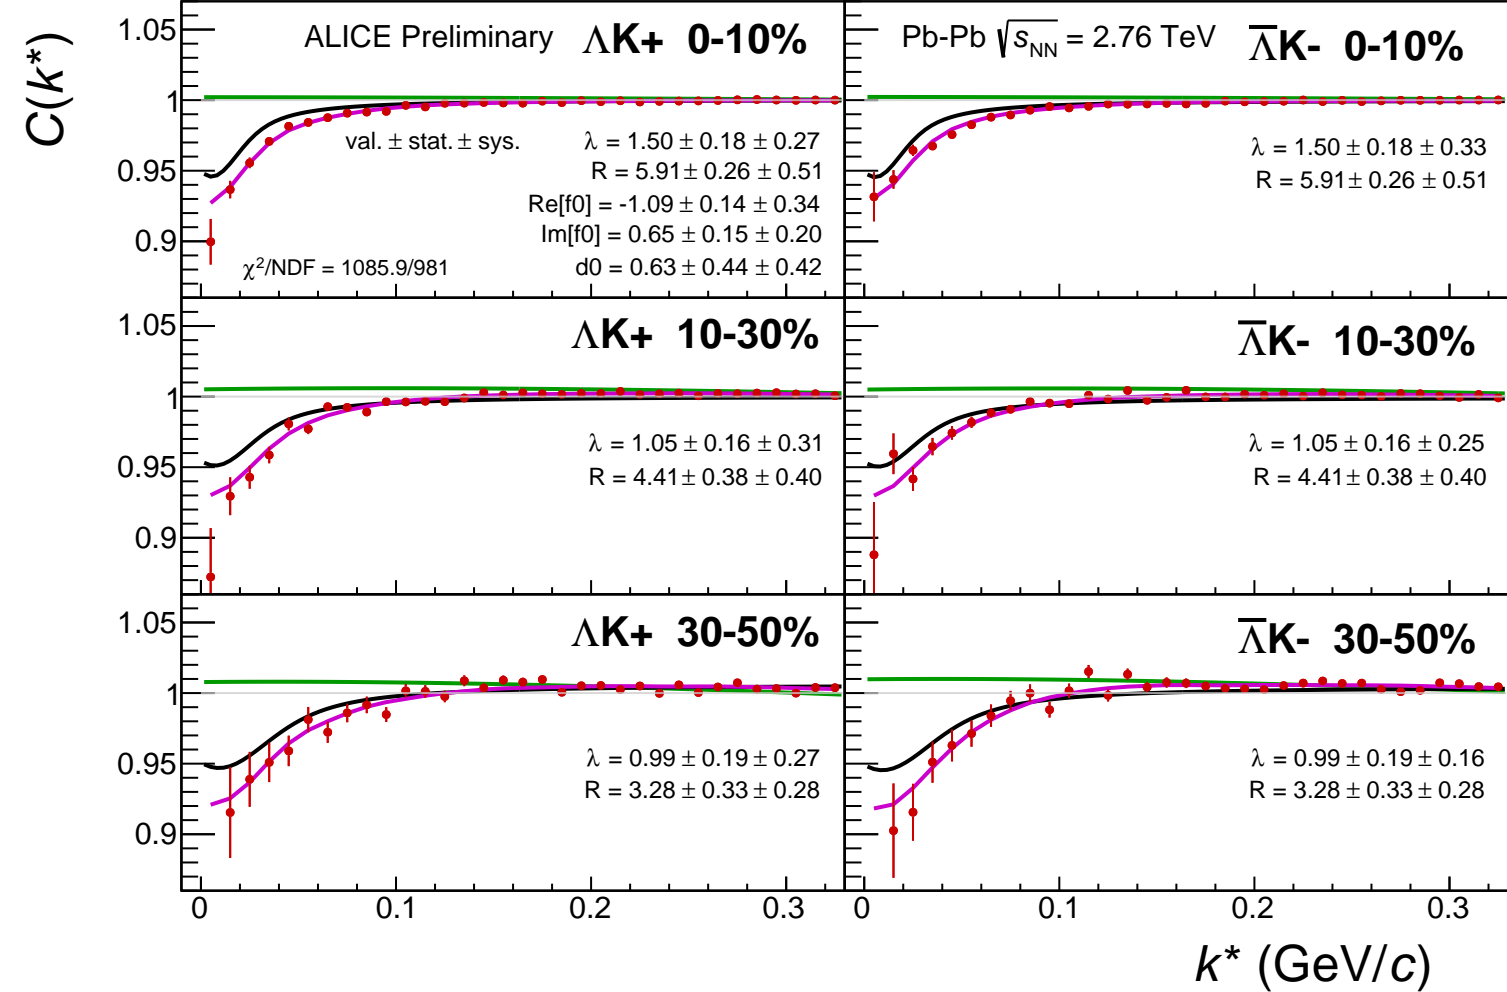 C(k*)
ALICE Preliminary ΛK+ 0-10%
1.05
1
0.95
0.9
val. ± stat. ± sys.
λ = 1.50 ± 0.18 ± 0.27
R = 5.91 ± 0.26 ± 0.51
Re[f0] = -1.09 ± 0.14 ± 0.34
Im[f0] = 0.65 ± 0.15 ± 0.20
χ²/NDF = 1085.9/981
d0 = 0.63 ± 0.44 ± 0.42
Pb-Pb √s_NN = 2.76 TeV Λ̅K- 0-10%
λ = 1.50 ± 0.18 ± 0.33
R = 5.91 ± 0.26 ± 0.51
ΛK+ 10-30%
1.05
1
0.95
0.9
λ = 1.05 ± 0.16 ± 0.31
R = 4.41 ± 0.38 ± 0.40
Λ̅K- 10-30%
λ = 1.05 ± 0.16 ± 0.25
R = 4.41 ± 0.38 ± 0.40
ΛK+ 30-50%
1.05
1
0.95
0.9
λ = 0.99 ± 0.19 ± 0.27
R = 3.28 ± 0.33 ± 0.28
Λ̅K- 30-50%
λ = 0.99 ± 0.19 ± 0.16
R = 3.28 ± 0.33 ± 0.28
0 0.1 0.2 0.3 0 0.1 0.2 0.3
k* (GeV/c)